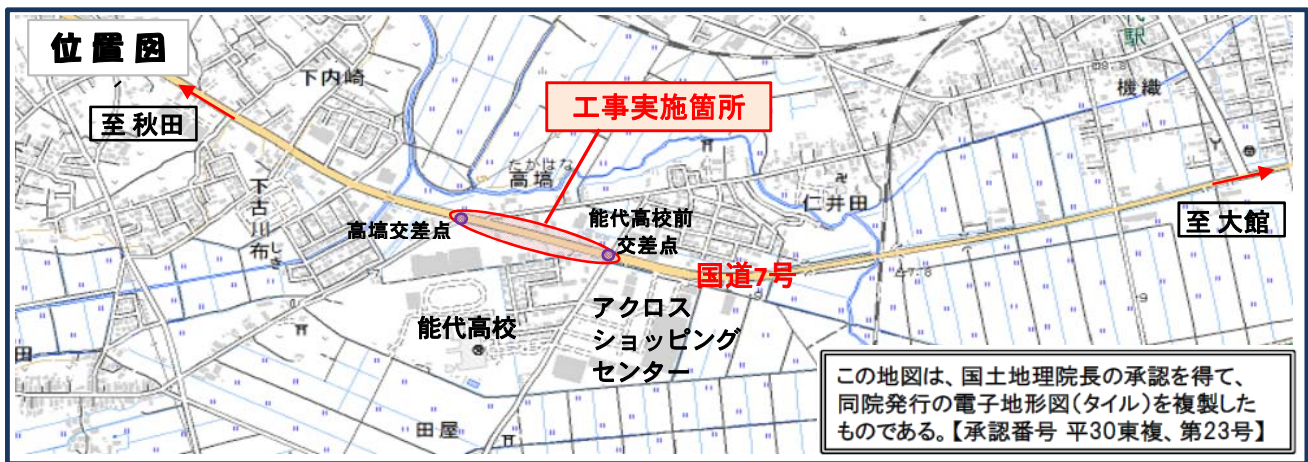 位置図
至 秋田
下内崎
工事実施箇所
たかはな
高塙
下古川布
しき
高塙交差点
能代高校前
交差点
仁井田
機織
駅
至 大館
国道7号
7.8
能代高校
アクロス
ショッピング
センター
田
田屋
この地図は、国土地理院長の承認を得て、
同院発行の電子地形図(タイル)を複製した
ものである。【承認番号 平30東複、第23号】